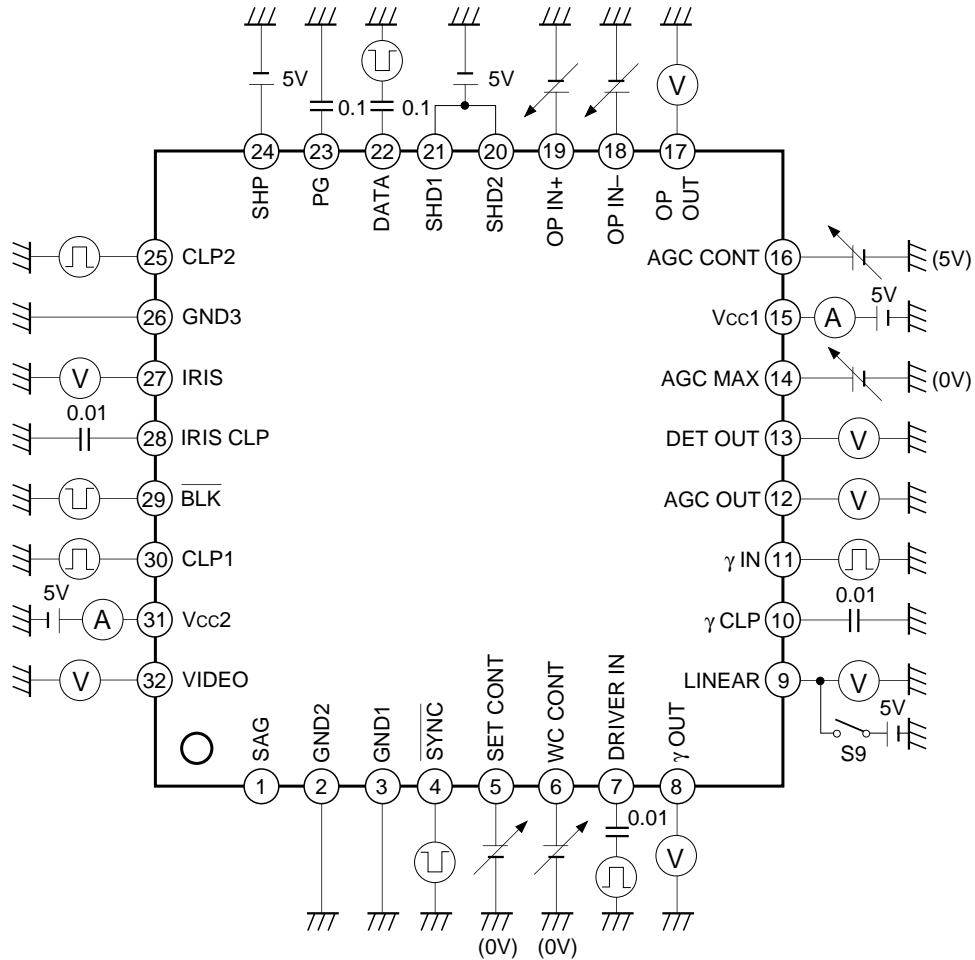 5V
0.1
0.1
5V
V
24
23
22
21
20
19
18
17
SHP
PG
DATA
SHD1
SHD2
OP IN+
OP IN–
OP
OUT
25 CLP2
26 GND3
V 27 IRIS
0.01
28 IRIS CLP
29 B̅L̅K̅
30 CLP1
5V
A 31 VCC2
V 32 VIDEO
AGC CONT 16 (5V)
VCC1 15 A 5V
AGC MAX 14 (0V)
DET OUT 13 V
AGC OUT 12 V
γ IN 11
0.01
γ CLP 10
LINEAR 9 V
5V
S9
SAG
GND2
GND1
S̅Y̅N̅C̅
SET CONT
WC CONT
DRIVER IN
γ OUT
1
2
3
4
5
6
7
8
0.01
V
(0V)
(0V)